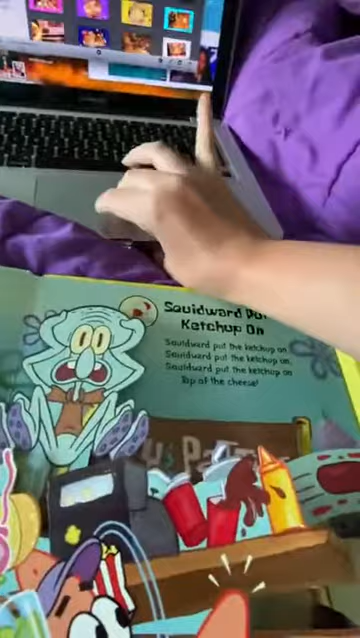 Squidward Put
Ketchup On
Squidward put the ketchup on
Squidward put the ketchup on
Squidward put the ketchup on
Top of the cheese!